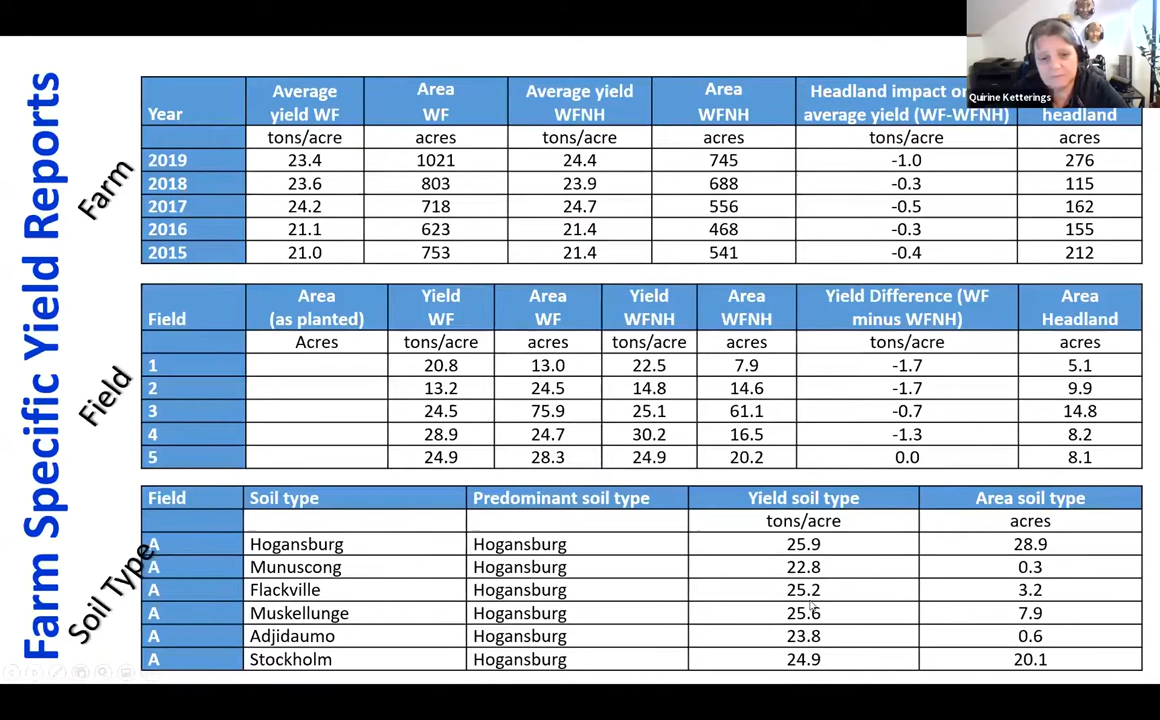 Farm Specific Yield Reports
Quirine Ketterings
Farm
Year Average yield WF Area WF Average yield WFNH Area WFNH Headland impact average yield (WF-WFNH) headland
tons/acre acres tons/acre acres tons/acre acres
2019 23.4 1021 24.4 745 -1.0 276
2018 23.6 803 23.9 688 -0.3 115
2017 24.2 718 24.7 556 -0.5 162
2016 21.1 623 21.4 468 -0.3 155
2015 21.0 753 21.4 541 -0.4 212
Field
Field Area (as planted) Yield WF Area WF Yield WFNH Area WFNH Yield Difference (WF minus WFNH) Area Headland
Acres tons/acre acres tons/acre acres tons/acre acres
1 20.8 13.0 22.5 7.9 -1.7 5.1
2 13.2 24.5 14.8 14.6 -1.7 9.9
3 24.5 75.9 25.1 61.1 -0.7 14.8
4 28.9 24.7 30.2 16.5 -1.3 8.2
5 24.9 28.3 24.9 20.2 0.0 8.1
Soil Type
Field Soil type Predominant soil type Yield soil type Area soil type
tons/acre acres
A Hogansburg Hogansburg 25.9 28.9
A Munuscong Hogansburg 22.8 0.3
A Flackville Hogansburg 25.2 3.2
A Muskellunge Hogansburg 25.6 7.9
A Adjidaumo Hogansburg 23.8 0.6
A Stockholm Hogansburg 24.9 20.1